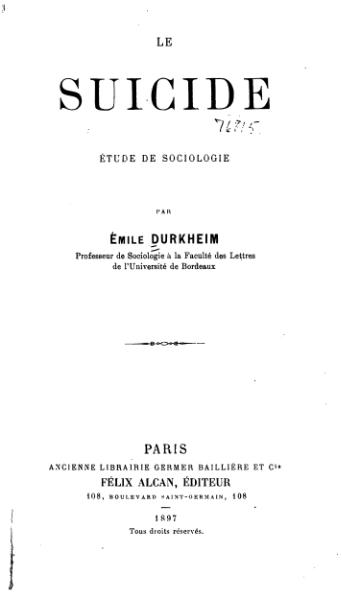 LE
SUICIDE
76815
ÉTUDE DE SOCIOLOGIE
PAR
ÉMILE DURKHEIM
Professeur de Sociologie à la Faculté des Lettres
de l'Université de Bordeaux
PARIS
ANCIENNE LIBRAIRIE GERMER BAILLIÈRE ET Cie
FÉLIX ALCAN, ÉDITEUR
108, BOULEVARD SAINT-GERMAIN, 108
1897
Tous droits réservés.